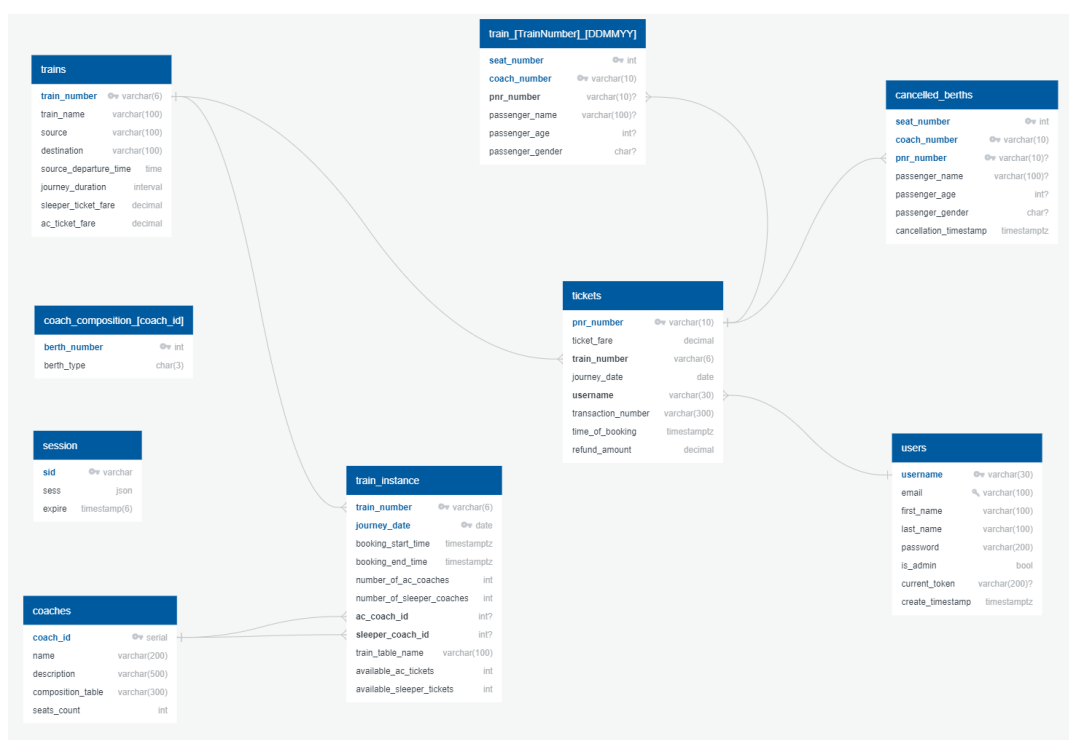 train_[TrainNumber]_[DDMMYY]
seat_number int
coach_number varchar(10)
pnr_number varchar(10)?
passenger_name varchar(100)?
passenger_age int?
passenger_gender char?
trains
train_number varchar(6)
train_name varchar(100)
source varchar(100)
destination varchar(100)
source_departure_time time
journey_duration interval
sleeper_ticket_fare decimal
ac_ticket_fare decimal
cancelled_berths
seat_number int
coach_number varchar(10)
pnr_number varchar(10)?
passenger_name varchar(100)?
passenger_age int?
passenger_gender char?
cancellation_timestamp timestamptz
tickets
pnr_number varchar(10)
ticket_fare decimal
train_number varchar(6)
journey_date date
username varchar(30)
transaction_number varchar(300)
time_of_booking timestamptz
refund_amount decimal
coach_composition_[coach_id]
berth_number int
berth_type char(3)
session
sid varchar
sess json
expire timestamp(6)
users
username varchar(30)
email varchar(100)
first_name varchar(100)
last_name varchar(100)
password varchar(200)
is_admin bool
current_token varchar(200)?
create_timestamp timestamptz
train_instance
train_number varchar(6)
journey_date date
booking_start_time timestamptz
booking_end_time timestamptz
number_of_ac_coaches int
number_of_sleeper_coaches int
ac_coach_id int?
sleeper_coach_id int?
train_table_name varchar(100)
available_ac_tickets int
available_sleeper_tickets int
coaches
coach_id serial
name varchar(200)
description varchar(500)
composition_table varchar(300)
seats_count int